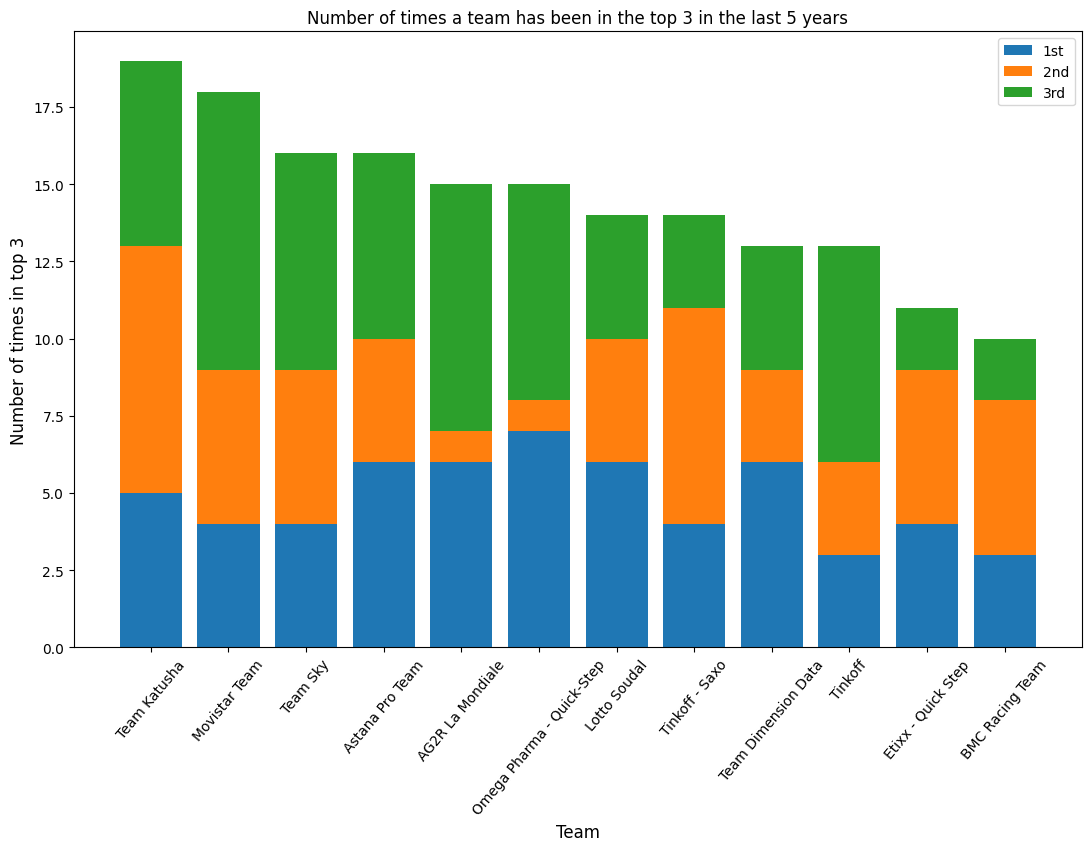 Number of times a team has been in the top 3 in the last 5 years
1st
2nd
3rd
Number of times in top 3
17.5
15.0
12.5
10.0
7.5
5.0
2.5
0.0
Team Katusha
Movistar Team
Team Sky
Astana Pro Team
AG2R La Mondiale
Omega Pharma - Quick-Step
Lotto Soudal
Tinkoff - Saxo
Team Dimension Data
Tinkoff
Etixx - Quick Step
BMC Racing Team
Team